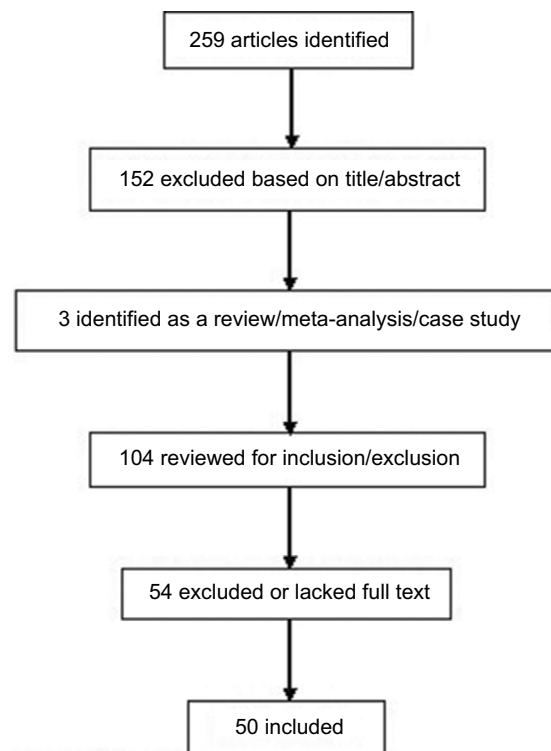 259 articles identified
152 excluded based on title/abstract
3 identified as a review/meta-analysis/case study
104 reviewed for inclusion/exclusion
54 excluded or lacked full text
50 included